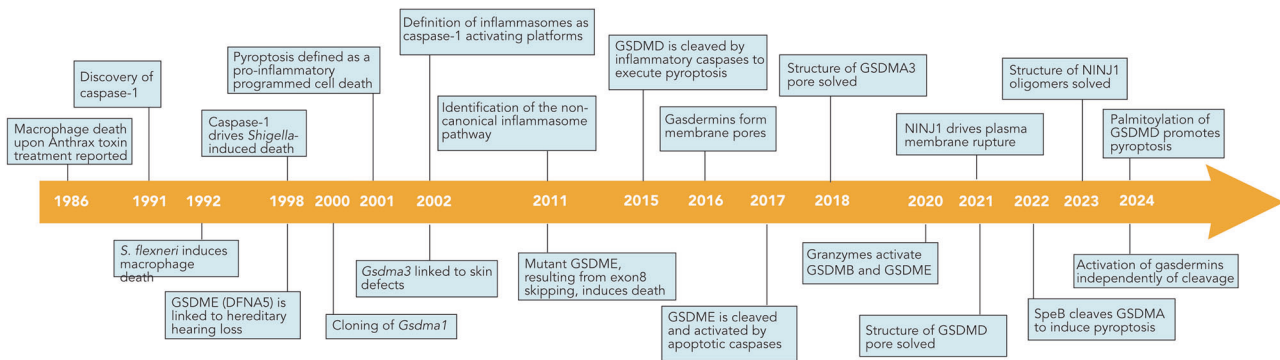 Definition of inflammasomes as
caspase-1 activating platforms
Pyroptosis defined as a
pro-inflammatory
programmed cell death
GSDMD is cleaved by
inflammatory caspases to
execute pyroptosis
Structure of GSDMA3
pore solved
Structure of NINJ1
oligomers solved
Discovery of
caspase-1
Macrophage death
upon Anthrax toxin
treatment reported
Caspase-1
drives Shigella-
induced death
Identification of the non-
canonical inflammasome
pathway
Gasdermins form
membrane pores
NINJ1 drives plasma
membrane rupture
Palmitoylation of
GSDMD promotes
pyroptosis
1986 1991 1992 1998 2000 2001 2002 2011 2015 2016 2017 2018 2020 2021 2022 2023 2024
S. flexneri induces
macrophage
death
GSDME (DFNA5) is
linked to hereditary
hearing loss
Cloning of Gsdma1
Gsdma3 linked to skin
defects
Mutant GSDME,
resulting from exon8
skipping, induces death
GSDME is cleaved
and activated by
apoptotic caspases
Granzymes activate
GSDMB and GSDME
Structure of GSDMD
pore solved
SpeB cleaves GSDMA
to induce pyroptosis
Activation of gasdermins
independently of cleavage